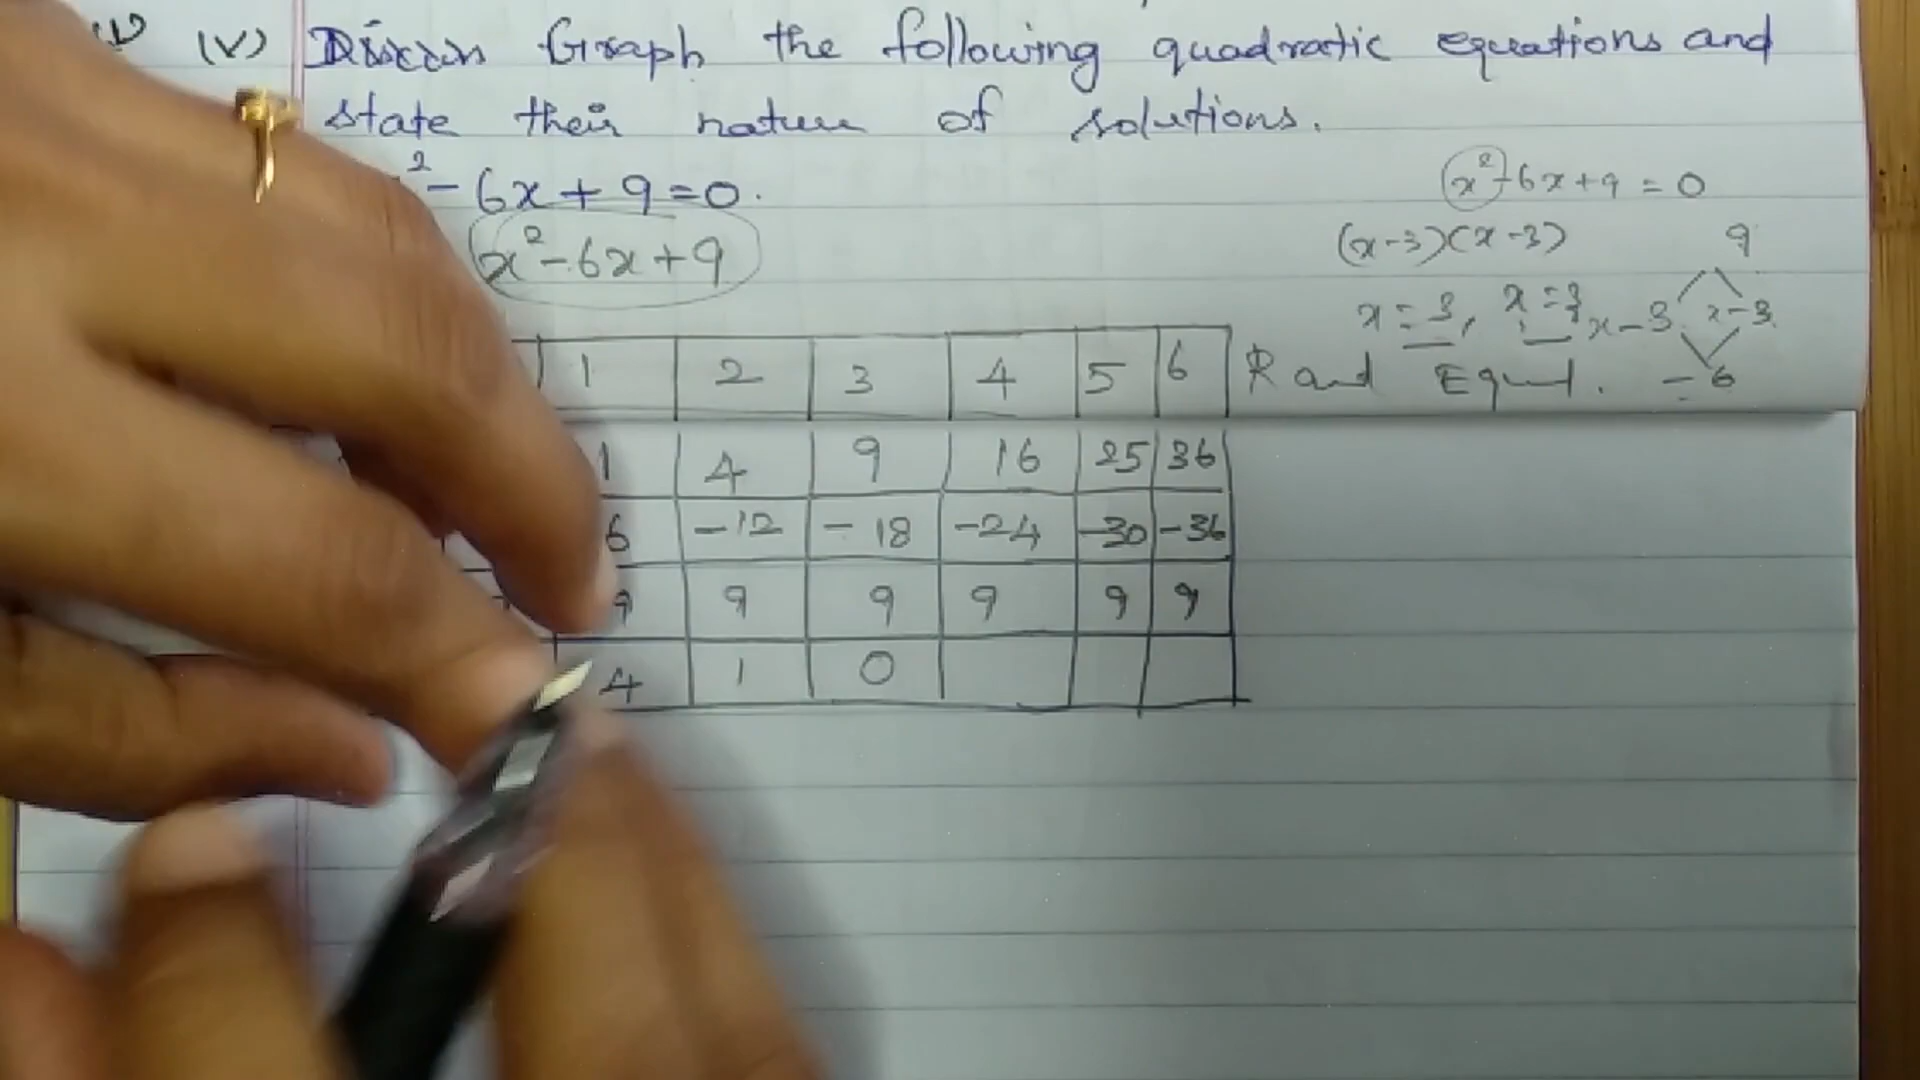 (V) Discuss Graph the following quadratic equations and
state their nature of solutions.
² - 6x + 9 = 0.
x² - 6x + 9
x² - 6x + 9 = 0
(x-3)(x-3) 9
x = 3, x = 3 x-3 x-3
R and Equal. -6
1 2 3 4 5 6
1 4 9 16 25 36
6 -12 -18 -24 -30 -36
9 9 9 9 9 9
4 1 0